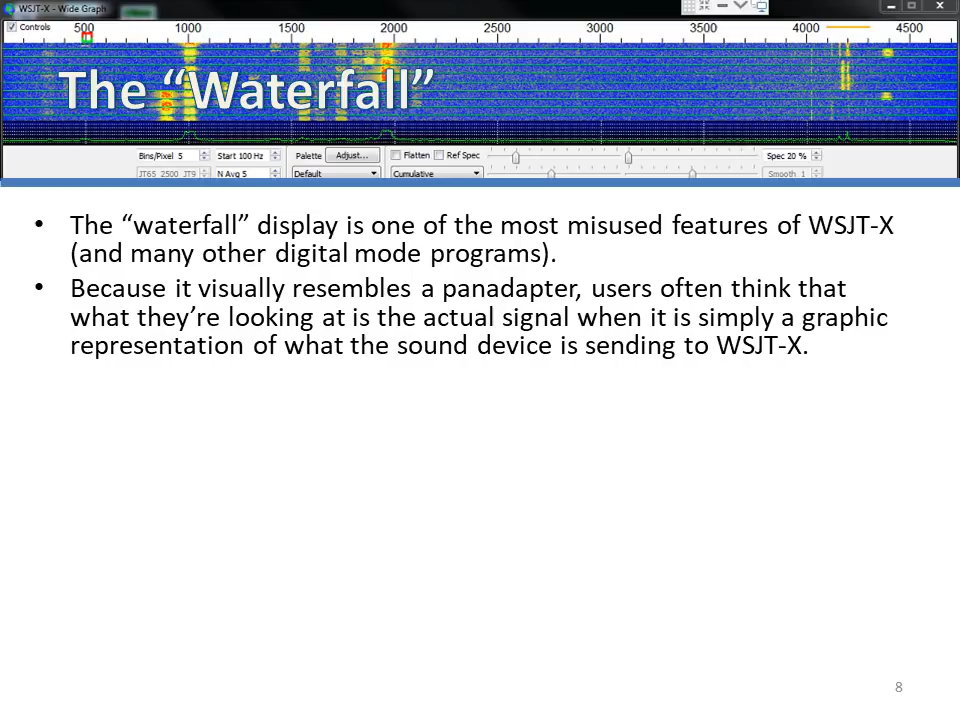 WSJT-X - Wide Graph
Controls 500 1000 1500 2000 2500 3000 3500 4000 4500
The “Waterfall”
Bins/Pixel 5 Start 100 Hz Palette Adjust... Flatten Ref Spec Spec 20 %
JT65 2500 JT9 N Avg 5 Default Cumulative Smooth 1
• The “waterfall” display is one of the most misused features of WSJT-X
(and many other digital mode programs).
• Because it visually resembles a panadapter, users often think that
what they’re looking at is the actual signal when it is simply a graphic
representation of what the sound device is sending to WSJT-X.
8